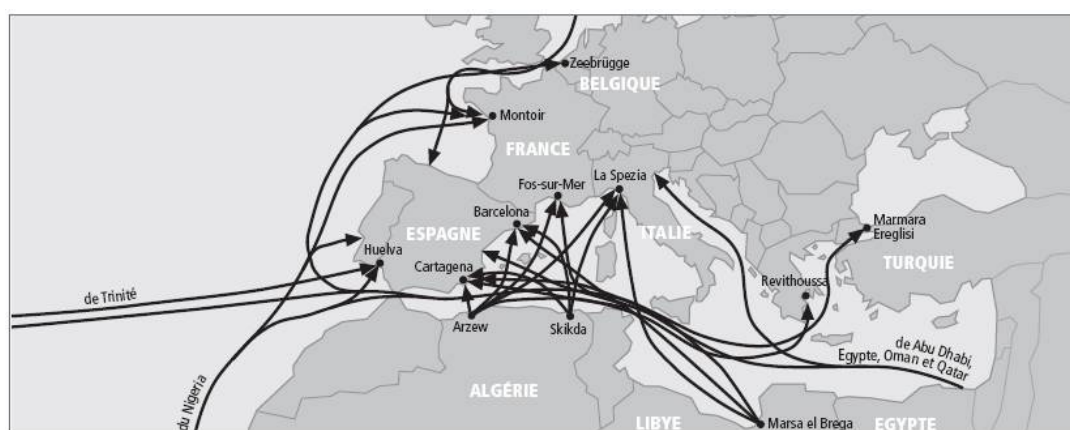 Zeebrügge
BELGIQUE
Montoir
FRANCE
La Spezia
Fos-sur-Mer
Barcelona
ESPAGNE
ITALIE
Marmara
Ereglisi
Huelva
Cartagena
TURQUIE
Revithoussa
de Trinité
Arzew
Skikda
de Abu Dhabi,
Egypte, Oman et Qatar
du Nigeria
ALGÉRIE
LIBYE
Marsa el Brega
EGYPTE